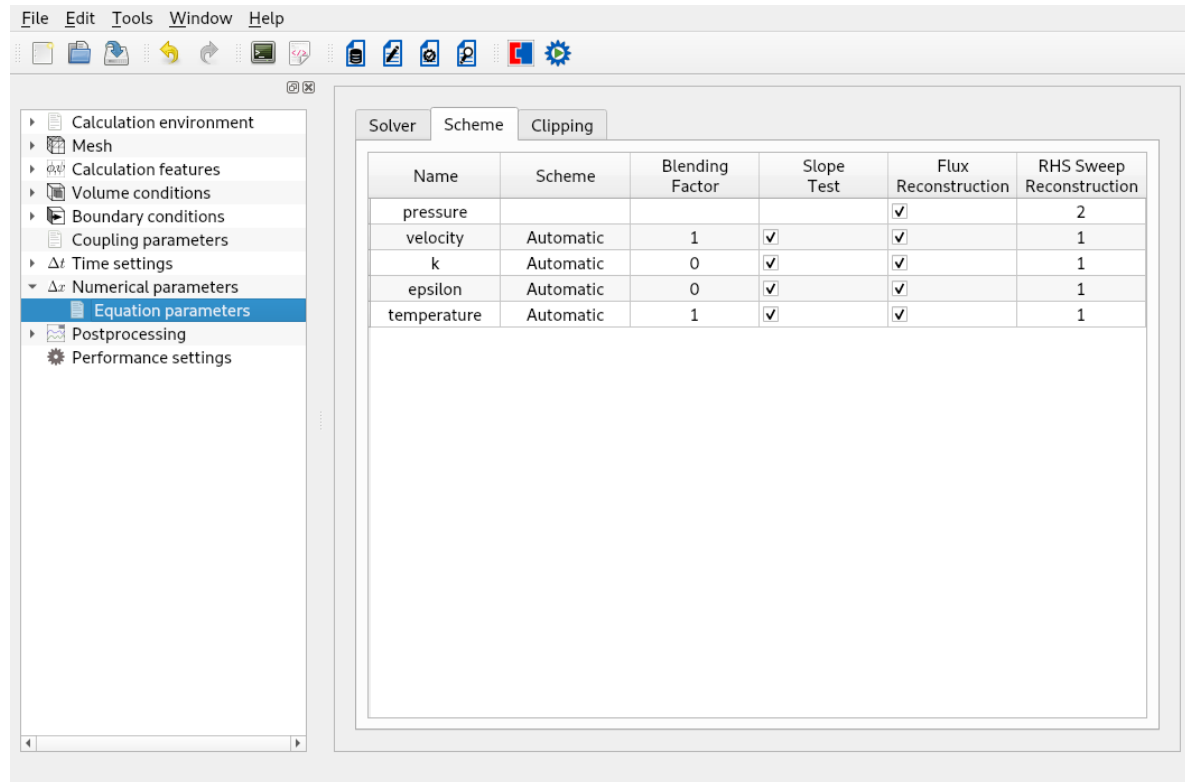 File Edit Tools Window Help
Calculation environment
Mesh
Calculation features
Volume conditions
Boundary conditions
Coupling parameters
Δt Time settings
Δx Numerical parameters
Equation parameters
Postprocessing
Performance settings
Solver Scheme Clipping
Name Scheme Blending Factor Slope Test Flux Reconstruction RHS Sweep Reconstruction
pressure 2
velocity Automatic 1 1
k Automatic 0 1
epsilon Automatic 0 1
temperature Automatic 1 1